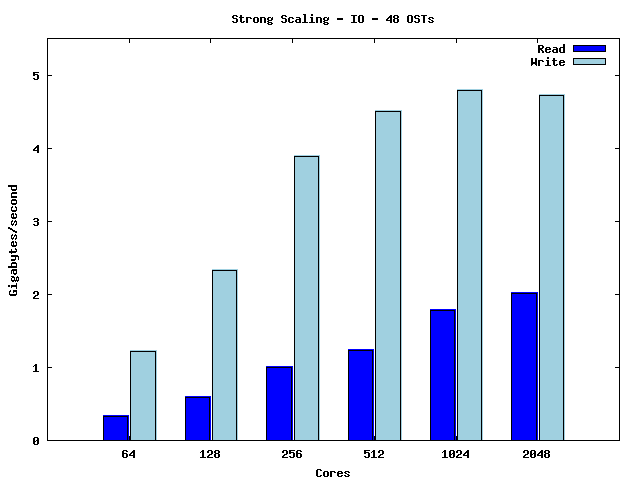 Strong Scaling - IO - 48 OSTs
Read
Write
5
4
3
2
1
0
Gigabytes/second
64 128 256 512 1024 2048
Cores